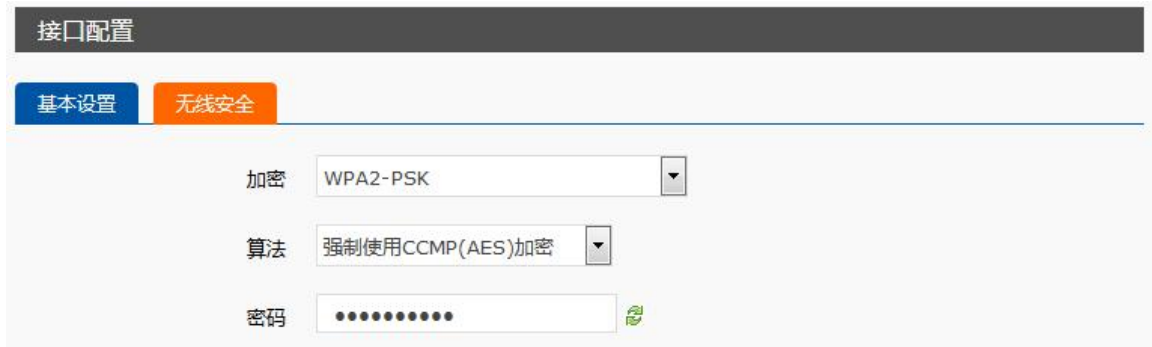 接口配置
基本设置 无线安全
加密 WPA2-PSK
算法 强制使用CCMP(AES)加密
密码 ••••••••••